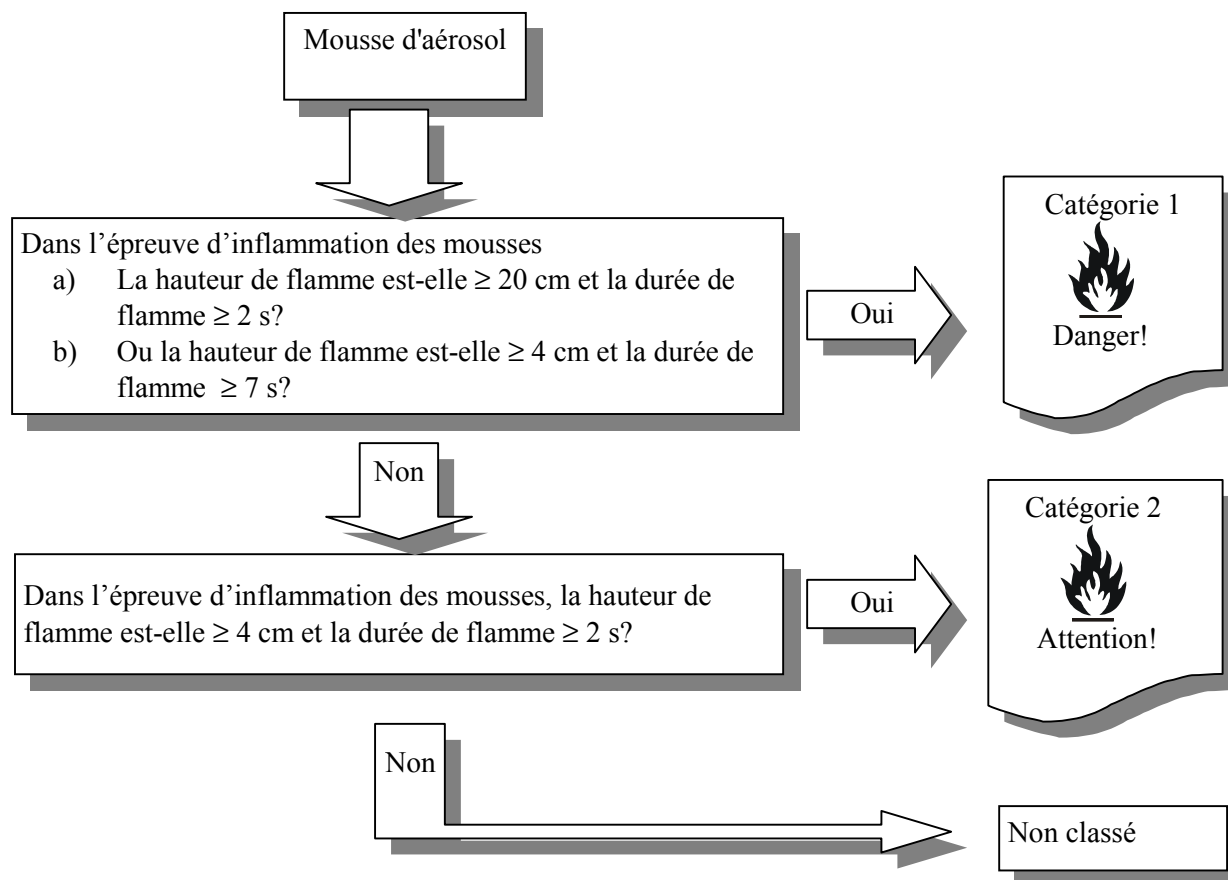 Mousse d'aérosol
Dans l’épreuve d’inflammation des mousses
a) La hauteur de flamme est-elle ≥ 20 cm et la durée de
flamme ≥ 2 s?
b) Ou la hauteur de flamme est-elle ≥ 4 cm et la durée de
flamme ≥ 7 s?
Oui
Catégorie 1
Danger!
Non
Dans l’épreuve d’inflammation des mousses, la hauteur de
flamme est-elle ≥ 4 cm et la durée de flamme ≥ 2 s?
Oui
Catégorie 2
Attention!
Non
Non classé